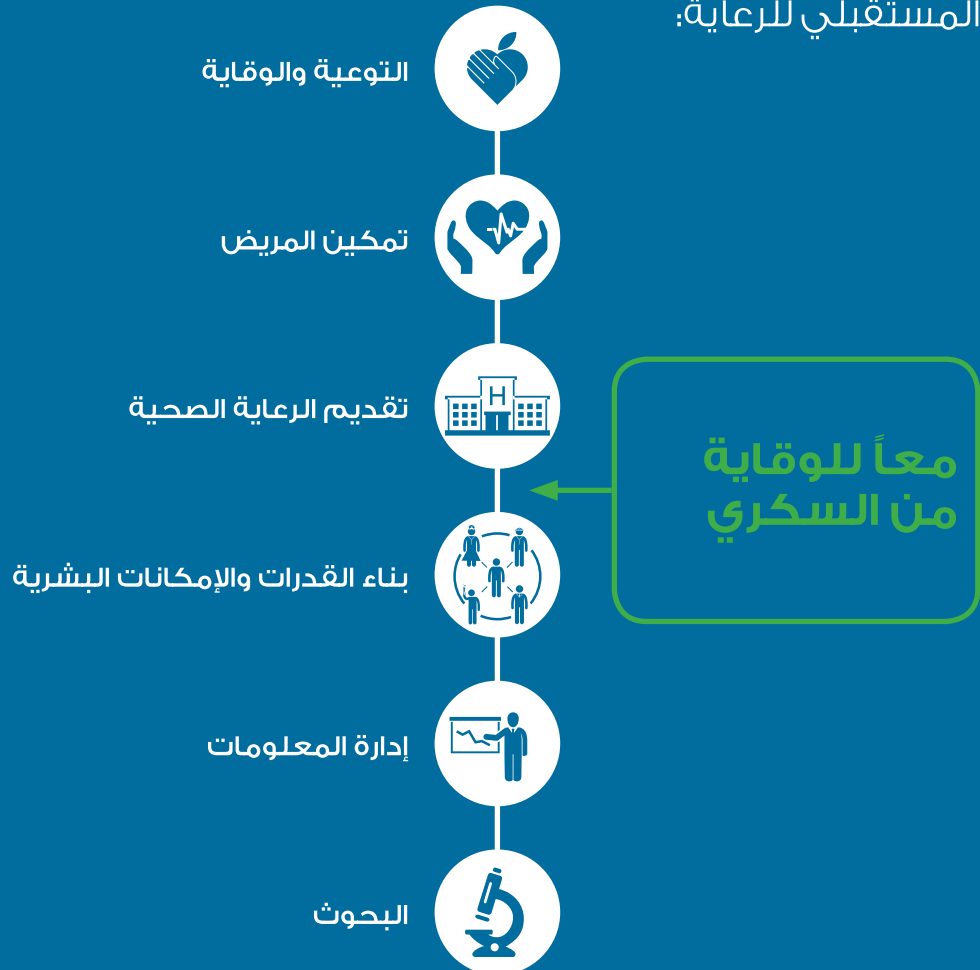 المستقبلي للرعاية:
التوعية والوقاية
تمكين المريض
تقديم الرعاية الصحية
H
معاً للوقاية
من السكري
بناء القدرات والإمكانات البشرية
إدارة المعلومات
البحوث